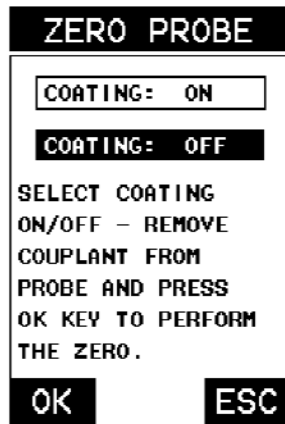 ZERO PROBE
COATING: ON
COATING: OFF
SELECT COATING
ON/OFF – REMOVE
COUPLANT FROM
PROBE AND PRESS
OK KEY TO PERFORM
THE ZERO.
OK ESC